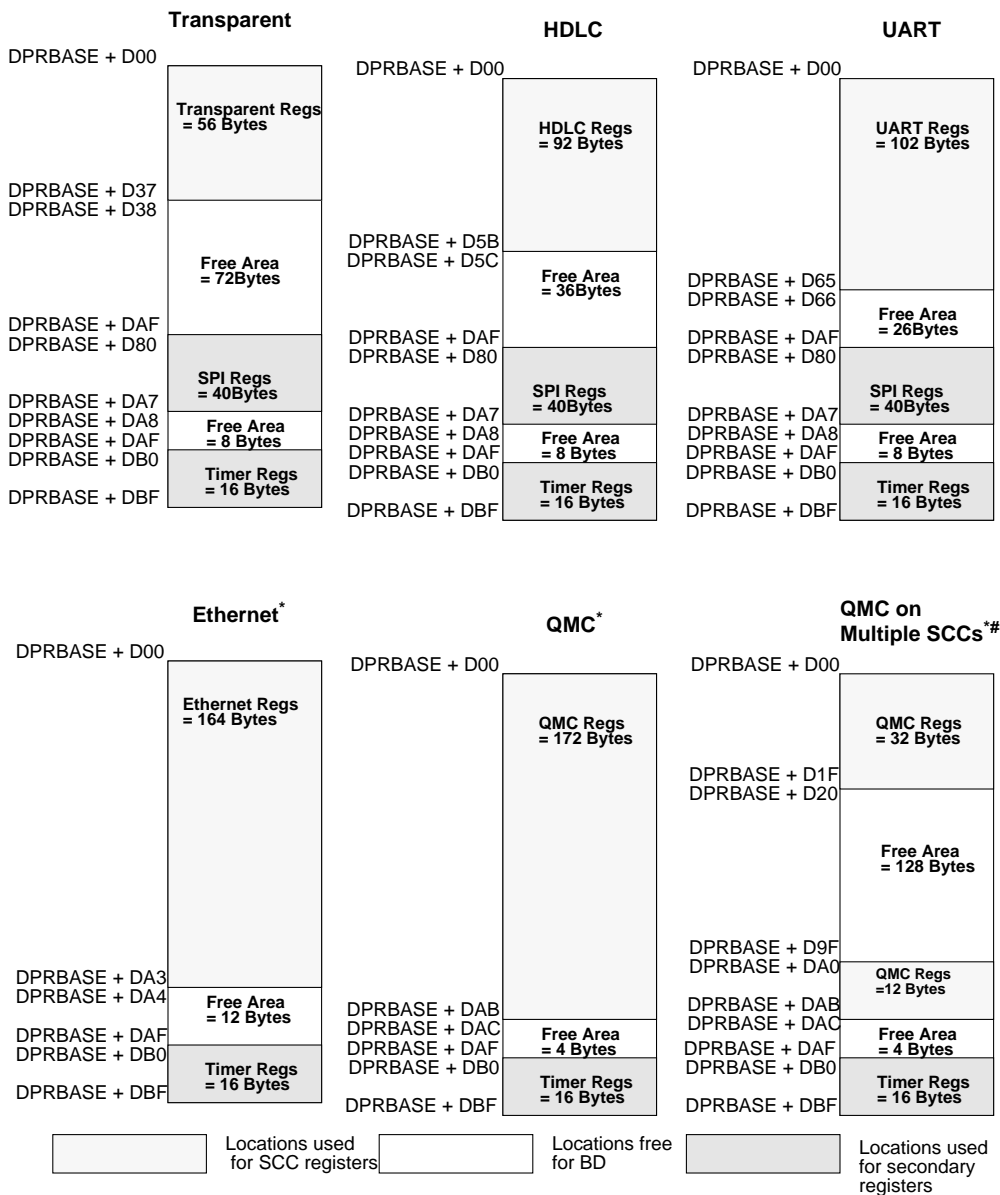 Transparent
DPRBASE + D00
Transparent Regs
= 56 Bytes
DPRBASE + D37
DPRBASE + D38
Free Area
= 72Bytes
DPRBASE + DAF
DPRBASE + D80
SPI Regs
= 40Bytes
DPRBASE + DA7
DPRBASE + DA8
Free Area
= 8 Bytes
DPRBASE + DAF
DPRBASE + DB0
Timer Regs
= 16 Bytes
DPRBASE + DBF
HDLC
DPRBASE + D00
HDLC Regs
= 92 Bytes
DPRBASE + D5B
DPRBASE + D5C
Free Area
= 36Bytes
DPRBASE + DAF
DPRBASE + D80
SPI Regs
= 40Bytes
DPRBASE + DA7
DPRBASE + DA8
Free Area
= 8 Bytes
DPRBASE + DAF
DPRBASE + DB0
Timer Regs
= 16 Bytes
DPRBASE + DBF
UART
DPRBASE + D00
UART Regs
= 102 Bytes
DPRBASE + D65
DPRBASE + D66
Free Area
= 26Bytes
DPRBASE + DAF
DPRBASE + D80
SPI Regs
= 40Bytes
DPRBASE + DA7
DPRBASE + DA8
Free Area
= 8 Bytes
DPRBASE + DAF
DPRBASE + DB0
Timer Regs
= 16 Bytes
DPRBASE + DBF
Ethernet*
DPRBASE + D00
Ethernet Regs
= 164 Bytes
DPRBASE + DA3
DPRBASE + DA4
Free Area
= 12 Bytes
DPRBASE + DAF
DPRBASE + DB0
Timer Regs
= 16 Bytes
DPRBASE + DBF
QMC*
DPRBASE + D00
QMC Regs
= 172 Bytes
DPRBASE + DAB
DPRBASE + DAC
Free Area
= 4 Bytes
DPRBASE + DAF
DPRBASE + DB0
Timer Regs
= 16 Bytes
DPRBASE + DBF
QMC on
Multiple SCCs*#
DPRBASE + D00
QMC Regs
= 32 Bytes
DPRBASE + D1F
DPRBASE + D20
Free Area
= 128 Bytes
DPRBASE + D9F
DPRBASE + DA0
QMC Regs
=12 Bytes
DPRBASE + DAB
DPRBASE + DAC
Free Area
= 4 Bytes
DPRBASE + DAF
DPRBASE + DB0
Timer Regs
= 16 Bytes
DPRBASE + DBF
Locations used
for SCC registers
Locations free
for BD
Locations used
for secondary
registers